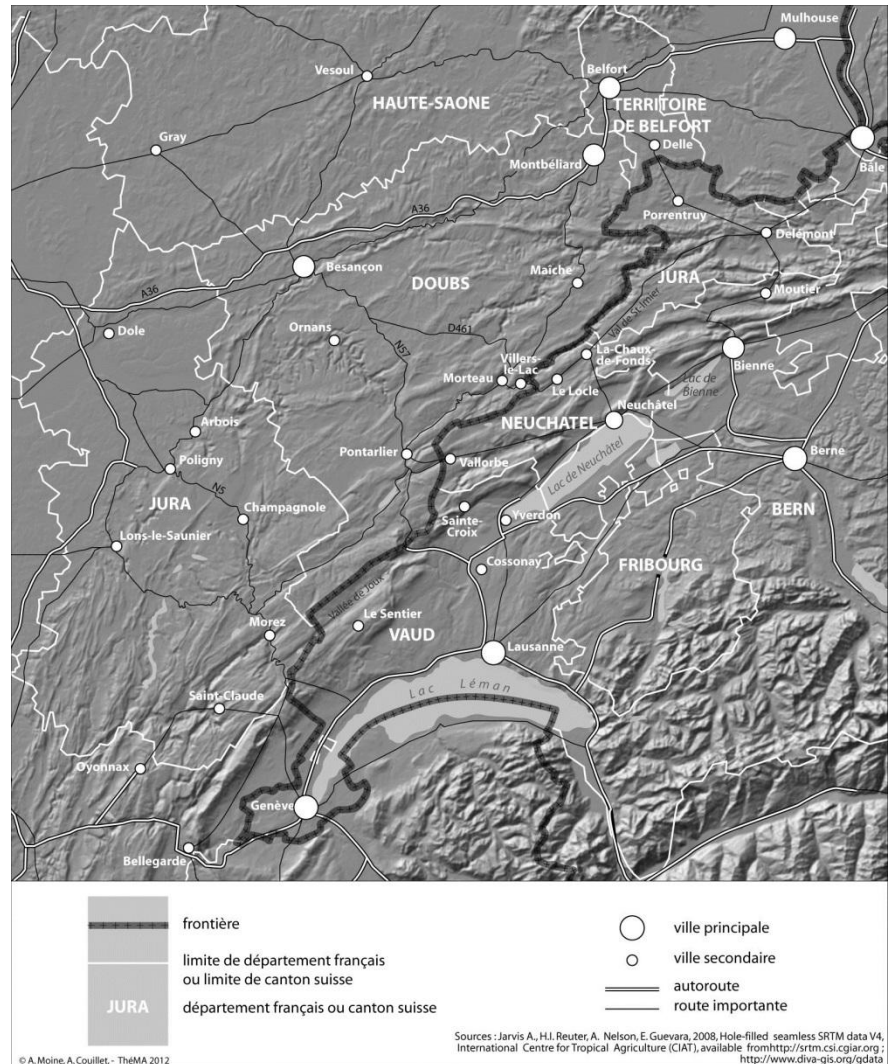 Mulhouse
Vesoul
Belfort
HAUTE-SAONE
TERRITOIRE
DE BELFORT
Gray
Delle
Montbéliard
Bâle
Porrentruy
A36
Delémont
Besançon
Maiche
JURA
DOUBS
A36
Moutier
Val de St Imier
Dole
Ornans
D461
N57
La-Chaux-
de-Fonds
Bienne
Villers-
le-Lac
Morteau
Le Locle
Lac de
Bienne
Neuchâtel
NEUCHATEL
Arbois
Pontarlier
Vallorbe
Berne
Poligny
Lac de Neuchâtel
N5
JURA
Champagnole
Sainte-
Croix
Yverdon
BERN
Lons-le-Saunier
Cossonay
FRIBOURG
Vallée de Joux
Le Sentier
Morez
VAUD
Lausanne
Lac Léman
Saint-Claude
Oyonnax
Genève
Bellegarde
frontière
limite de département français
ou limite de canton suisse
JURA
département français ou canton suisse
ville principale
ville secondaire
autoroute
route importante
Sources : Jarvis A., H.I. Reuter, A. Nelson, E. Guevara, 2008, Hole-filled seamless SRTM data V4,
International Centre for Tropical Agriculture (CIAT), available fromhttp://srtm.csi.cgiar.org ;
http://www.diva-gis.org/gdata
© A. Moine, A. Couillet, - ThéMA 2012